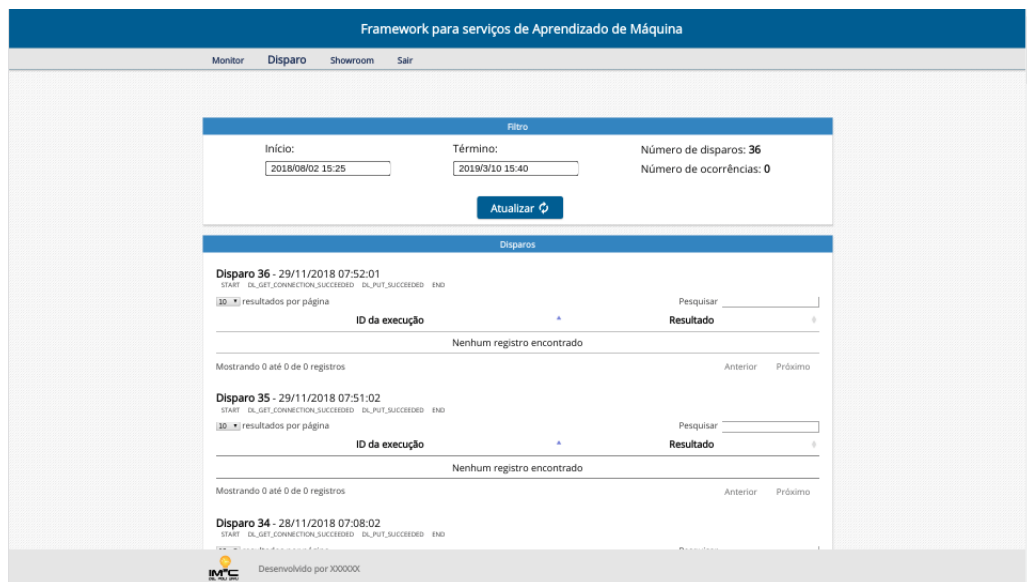 Framework para serviços de Aprendizado de Máquina
Monitor Disparo Showroom Sair
Filtro
Início: Término: Número de disparos: 36
2018/08/02 15:25 2019/3/10 15:40 Número de ocorrências: 0
Atualizar
Disparos
Disparo 36 - 29/11/2018 07:52:01
START DL_GET_CONNECTION_SUCCEEDED DL_PUT_SUCCEEDED END
10 resultados por página Pesquisar
ID da execução Resultado
Nenhum registro encontrado
Mostrando 0 até 0 de 0 registros Anterior Próximo
Disparo 35 - 29/11/2018 07:51:02
START DL_GET_CONNECTION_SUCCEEDED DL_PUT_SUCCEEDED END
10 resultados por página Pesquisar
ID da execução Resultado
Nenhum registro encontrado
Mostrando 0 até 0 de 0 registros Anterior Próximo
Disparo 34 - 28/11/2018 07:08:02
START DL_GET_CONNECTION_SUCCEEDED DL_PUT_SUCCEEDED END
Desenvolvido por XXXXXX